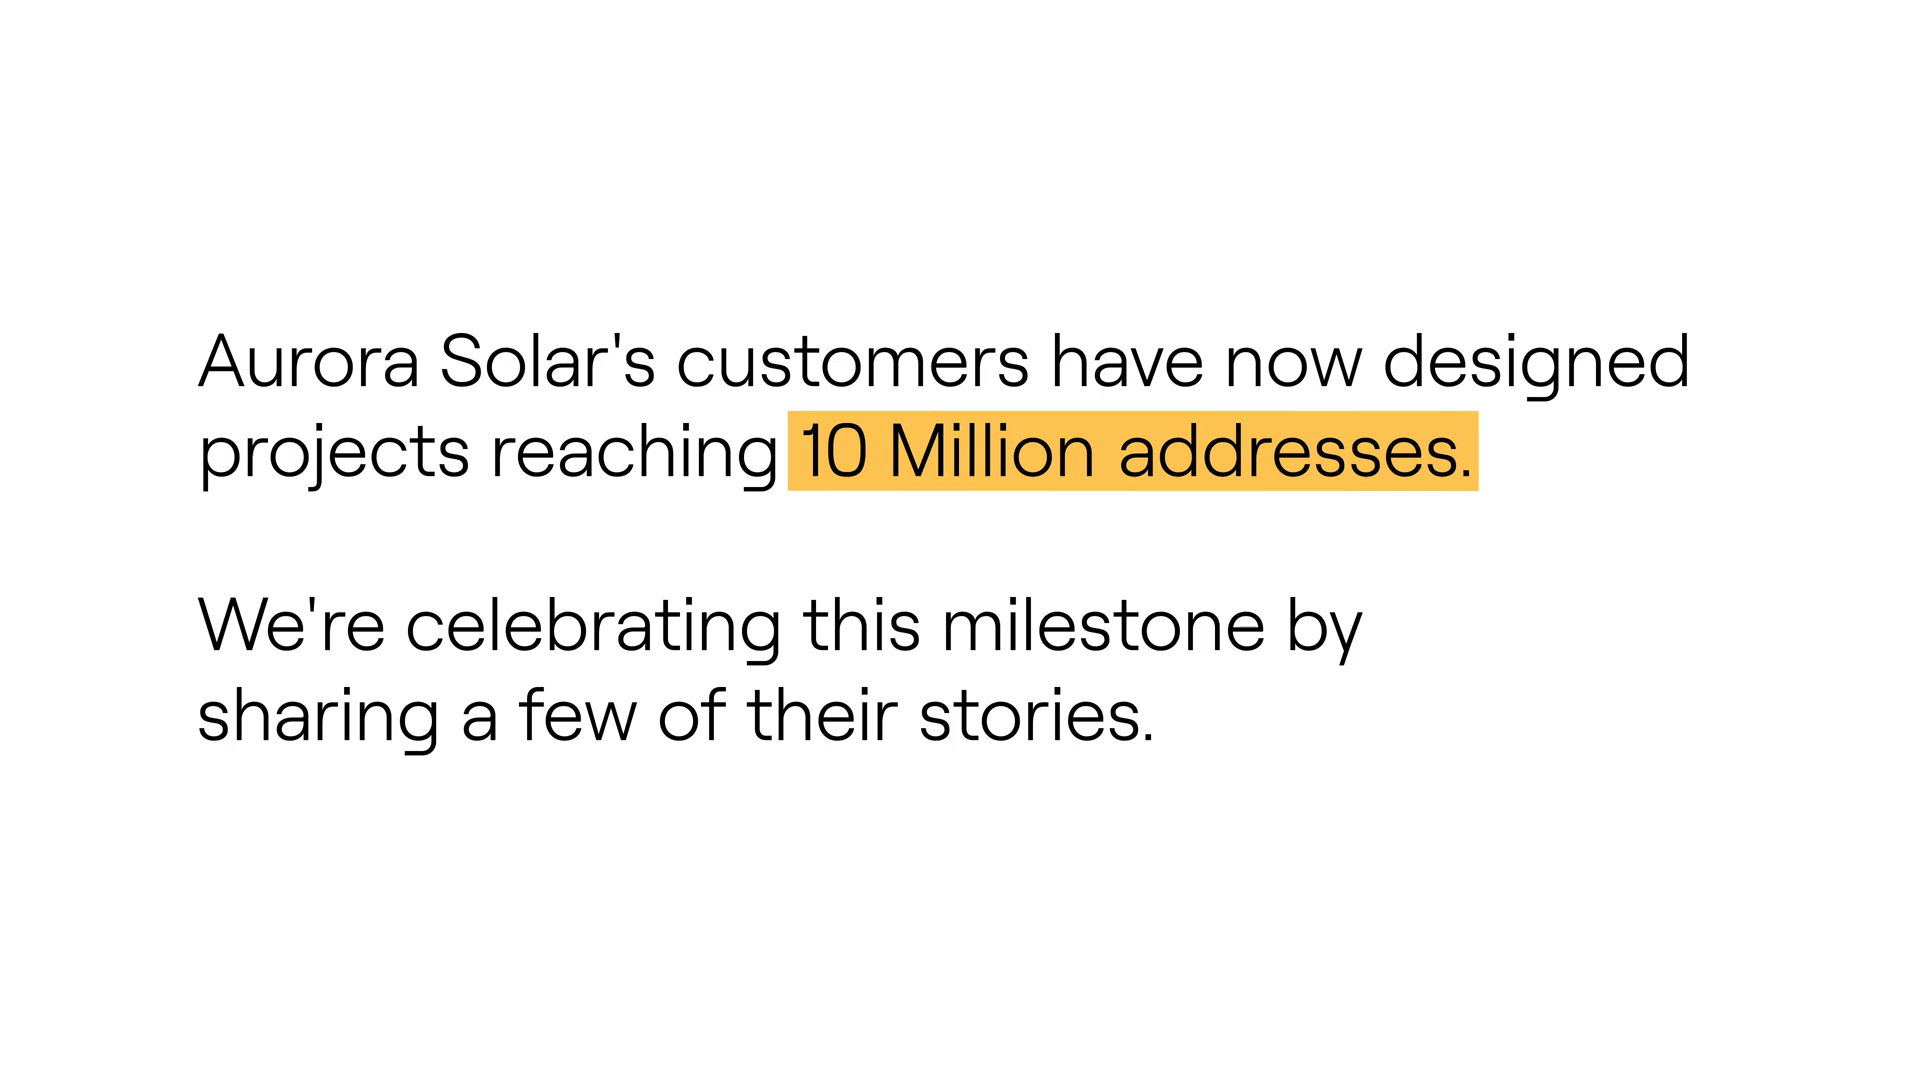 Aurora Solar's customers have now designed
projects reaching 10 Million addresses.
We're celebrating this milestone by
sharing a few of their stories.